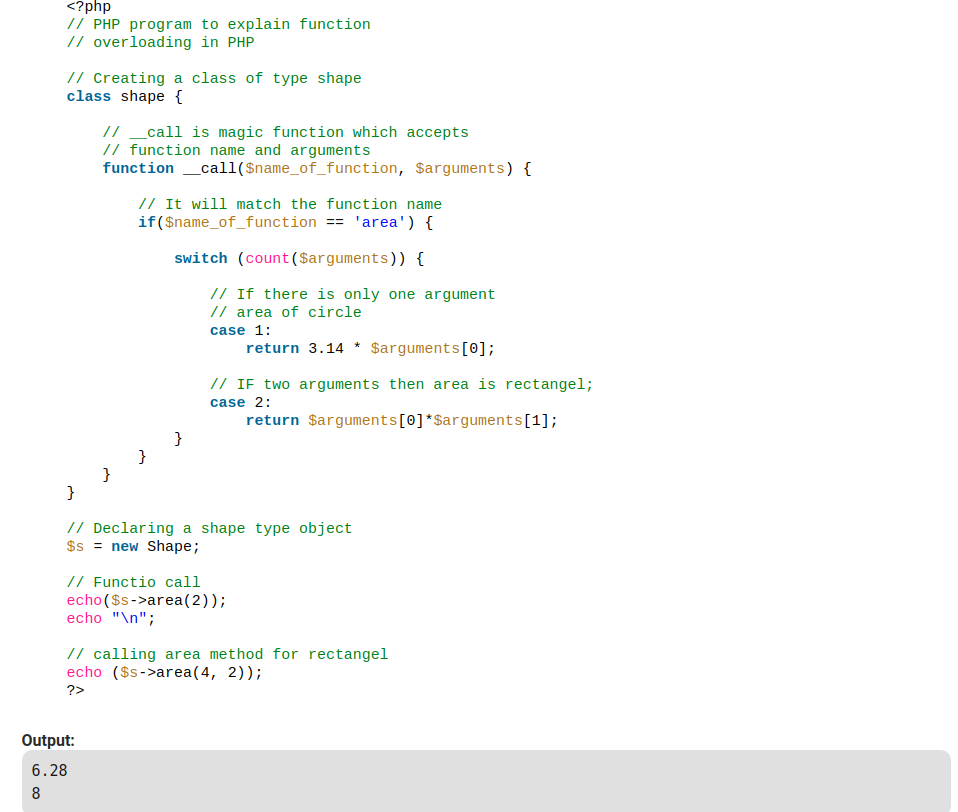 <?php
// PHP program to explain function
// overloading in PHP

// Creating a class of type shape
class shape {

    // __call is magic function which accepts
    // function name and arguments
    function __call($name_of_function, $arguments) {

        // It will match the function name
        if($name_of_function == 'area') {

            switch (count($arguments)) {

                // If there is only one argument
                // area of circle
                case 1:
                    return 3.14 * $arguments[0];

                // IF two arguments then area is rectangel;
                case 2:
                    return $arguments[0]*$arguments[1];
            }
        }
    }
}

// Declaring a shape type object
$s = new Shape;

// Functio call
echo($s->area(2));
echo "\n";

// calling area method for rectangel
echo ($s->area(4, 2));
?>

Output:
6.28
8